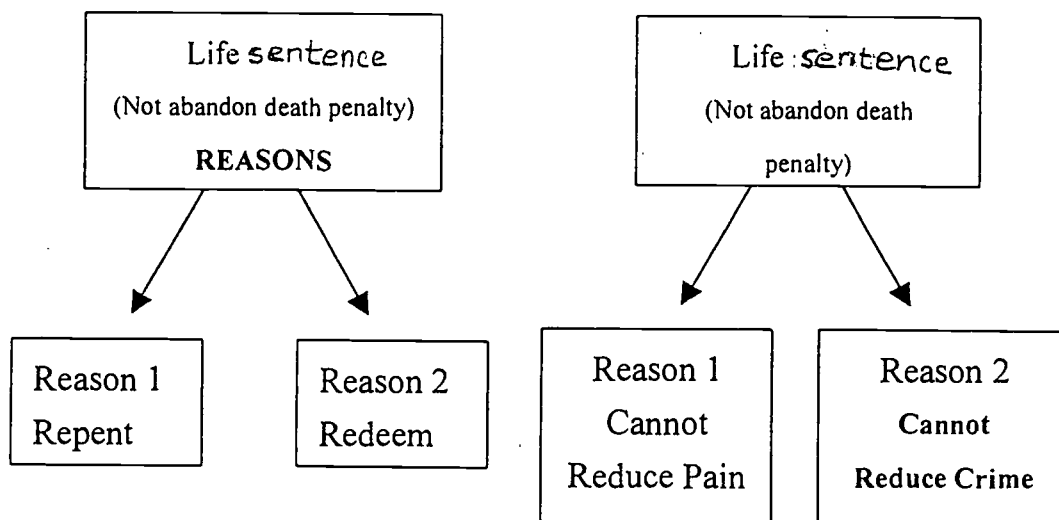 Life sentence
(Not abandon death penalty)
REASONS
Life :sentence
(Not abandon death
penalty)
Reason 1
Repent
Reason 2
Redeem
Reason 1
Cannot
Reduce Pain
Reason 2
Cannot
Reduce Crime